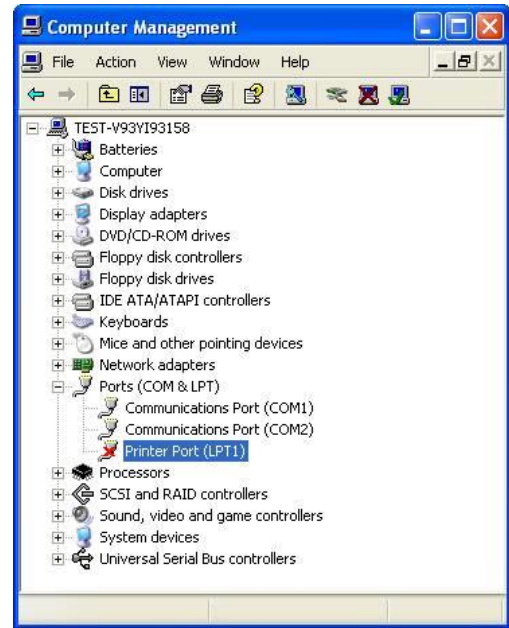 Computer Management
File Action View Window Help
TEST-V93YI93158
Batteries
Computer
Disk drives
Display adapters
DVD/CD-ROM drives
Floppy disk controllers
Floppy disk drives
IDE ATA/ATAPI controllers
Keyboards
Mice and other pointing devices
Network adapters
Ports (COM & LPT)
Communications Port (COM1)
Communications Port (COM2)
Printer Port (LPT1)
Processors
SCSI and RAID controllers
Sound, video and game controllers
System devices
Universal Serial Bus controllers